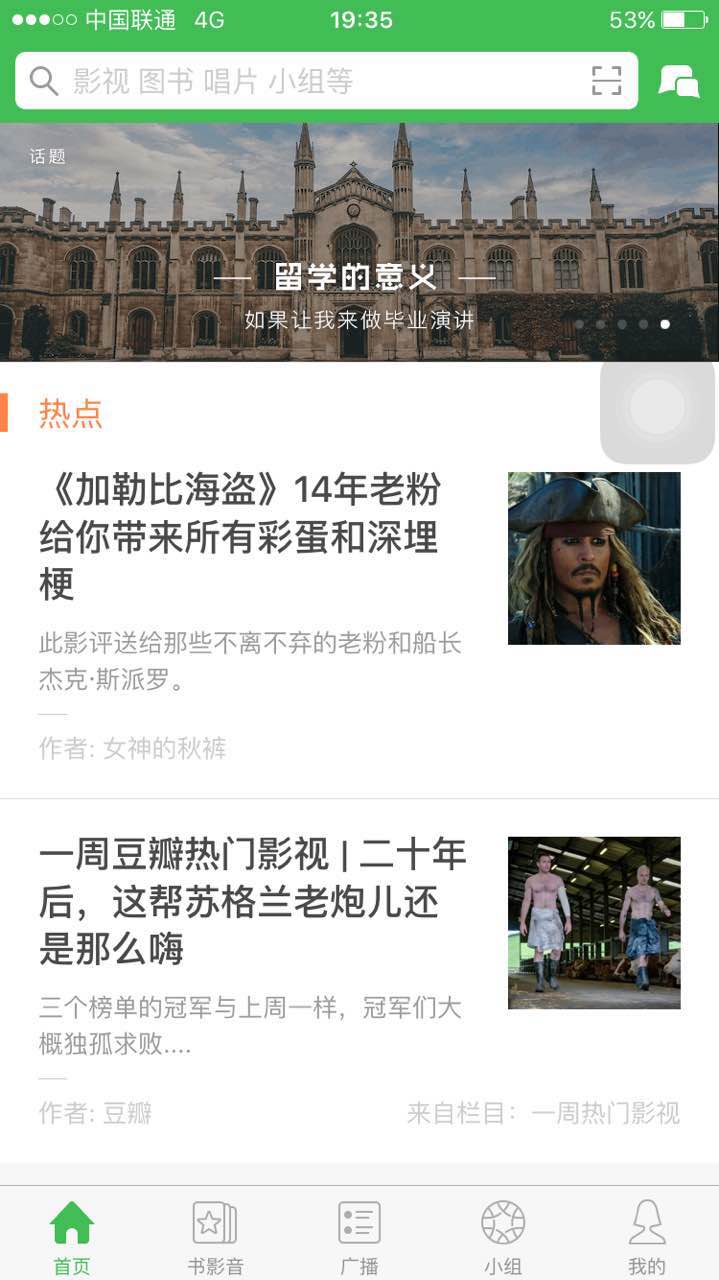 中国联通 4G 19:35 53%
影视 图书 唱片 小组等
话题
留学的意义
如果让我来做毕业演讲
热点
《加勒比海盗》14年老粉
给你带来所有彩蛋和深埋
梗
此影评送给那些不离不弃的老粉和船长
杰克·斯派罗。
作者: 女神的秋裤
一周豆瓣热门影视 | 二十年
后，这帮苏格兰老炮儿还
是那么嗨
三个榜单的冠军与上周一样，冠军们大
概独孤求败....
作者: 豆瓣 来自栏目：一周热门影视
首页 书影音 广播 小组 我的